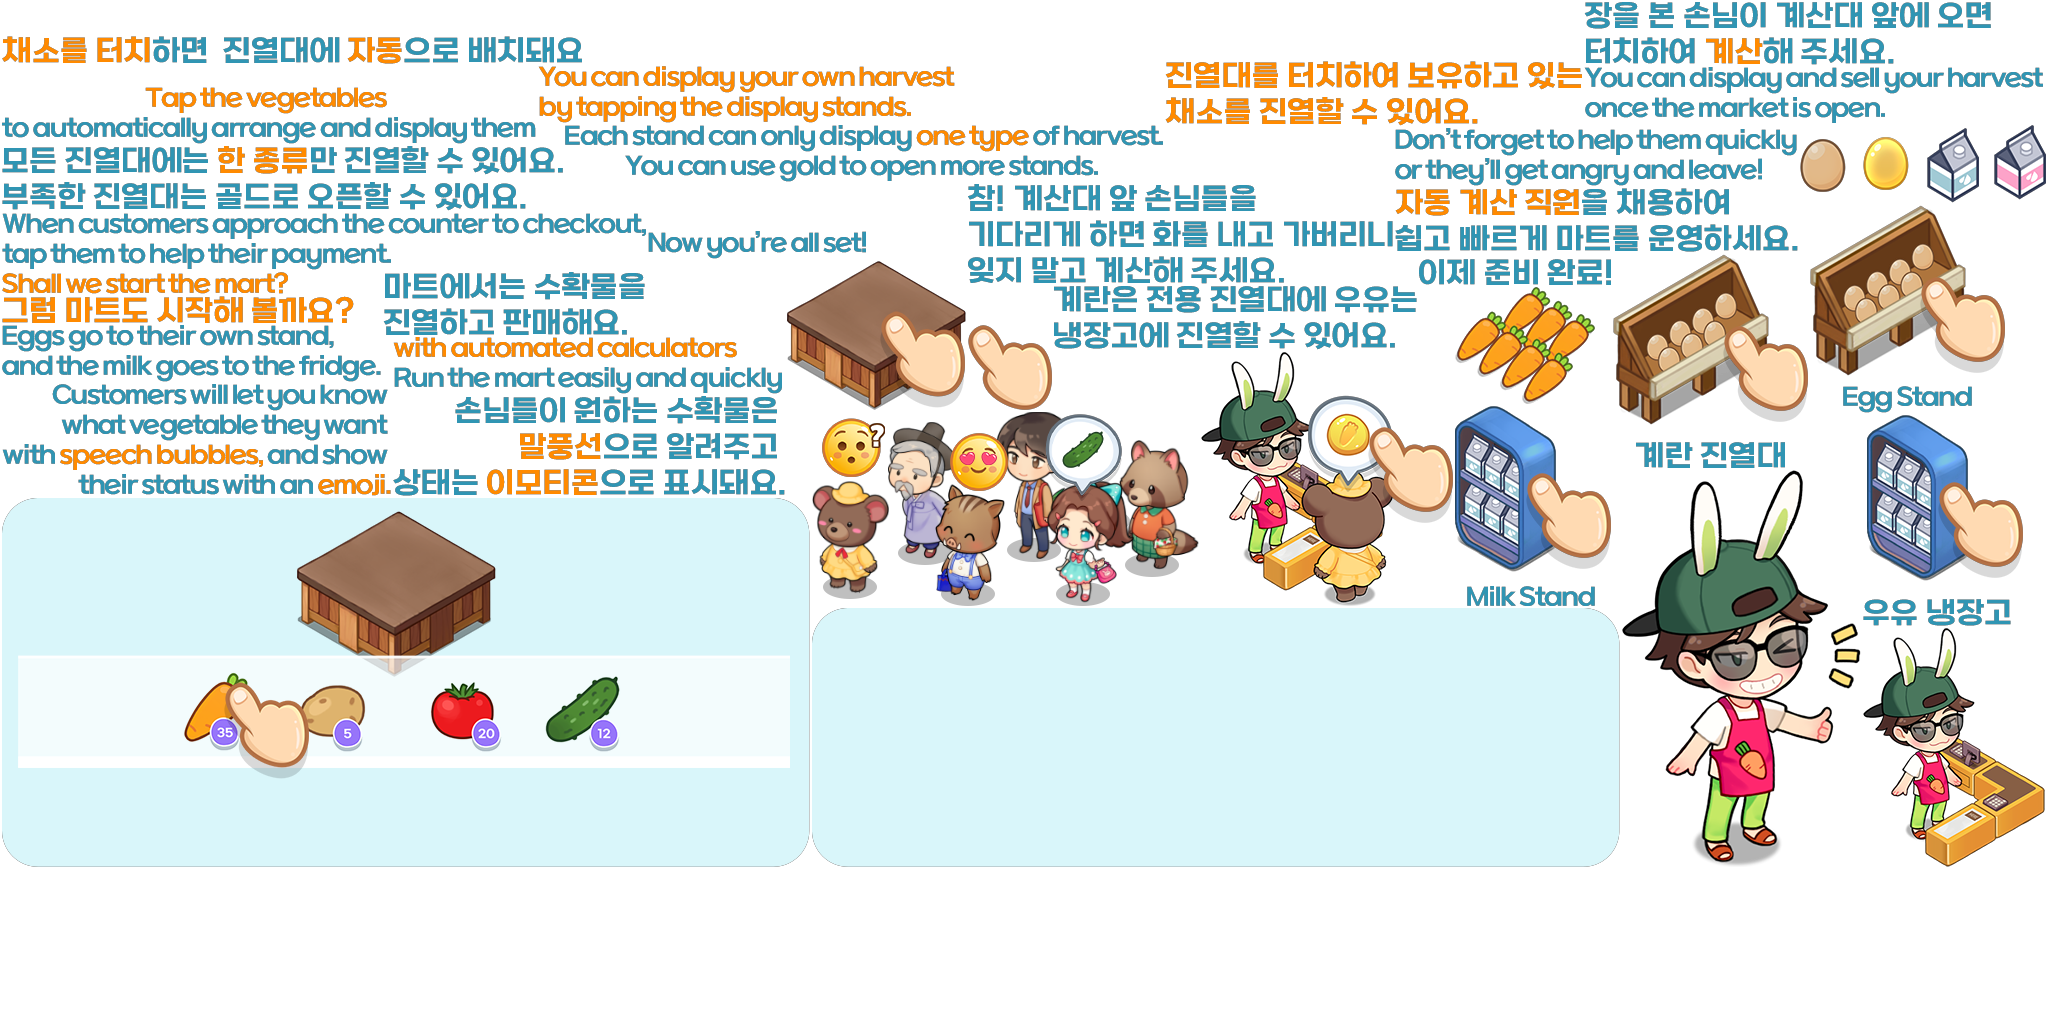 채소를 터치하면 진열대에 자동으로 배치돼요
Tap the vegetables
to automatically arrange and display them
모든 진열대에는 한 종류만 진열할 수 있어요.
부족한 진열대는 골드로 오픈할 수 있어요.
When customers approach the counter to checkout,
tap them to help their payment.
Shall we start the mart?
그럼 마트도 시작해 볼까요?
Eggs go to their own stand,
and the milk goes to the fridge.
Customers will let you know
what vegetable they want
with speech bubbles, and show
their status with an emoji.
You can display your own harvest
by tapping the display stands.
Each stand can only display one type of harvest.
You can use gold to open more stands.
Now you're all set!
마트에서는 수확물을
진열하고 판매해요.
with automated calculators
Run the mart easily and quickly
손님들이 원하는 수확물은
말풍선으로 알려주고
상태는 이모티콘으로 표시돼요.
진열대를 터치하여 보유하고 있는
채소를 진열할 수 있어요.
참! 계산대 앞 손님들을
기다리게 하면 화를 내고 가버리니
잊지 말고 계산해 주세요.
계란은 전용 진열대에 우유는
냉장고에 진열할 수 있어요.
장을 본 손님이 계산대 앞에 오면
터치하여 계산해 주세요.
You can display and sell your harvest
once the market is open.
Don't forget to help them quickly
or they'll get angry and leave!
자동 계산 직원을 채용하여
쉽고 빠르게 마트를 운영하세요.
이제 준비 완료!
Egg Stand
계란 진열대
Milk Stand
우유 냉장고
?
35
5
20
12